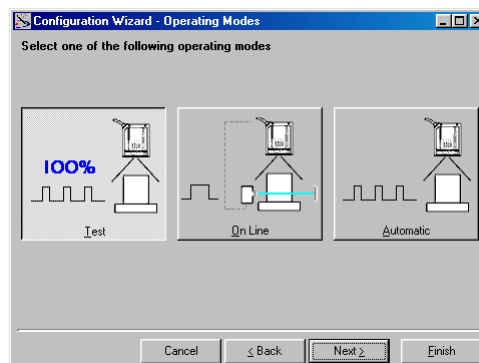 Configuration Wizard - Operating Modes
Select one of the following operating modes
100%
Test
On Line
Automatic
Cancel
< Back
Next >
Finish